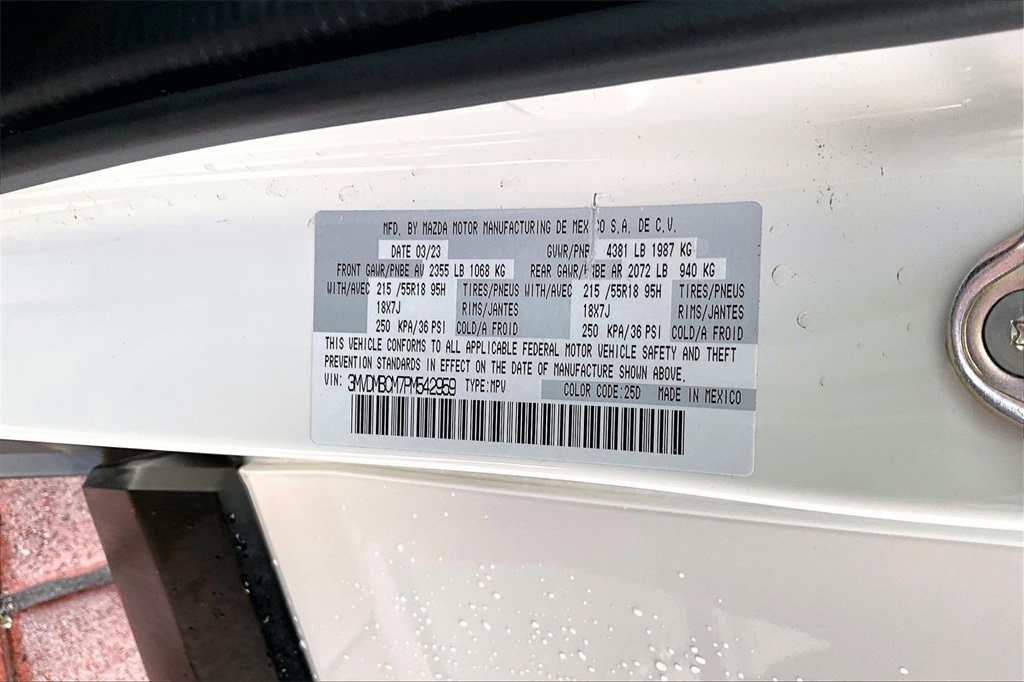 MFD. BY MAZDA MOTOR MANUFACTURING DE MEXICO S.A. DE C.V.
DATE 03/23 GVWR/PNBE 4381 LB 1987 KG
FRONT GAWR/PNBE AV 2355 LB 1068 KG REAR GAWR/PNBE AR 2072 LB 940 KG
WITH/AVEC 215 /55R18 95H TIRES/PNEUS WITH/AVEC 215 /55R18 95H TIRES/PNEUS
18X7J RIMS/JANTES 18X7J RIMS/JANTES
250 KPA/36 PSI COLD/A FROID 250 KPA/36 PSI COLD/A FROID
THIS VEHICLE CONFORMS TO ALL APPLICABLE FEDERAL MOTOR VEHICLE SAFETY AND THEFT
PREVENTION STANDARDS IN EFFECT ON THE DATE OF MANUFACTURE SHOWN ABOVE.
VIN: 3MVDMBCM7PM542959 TYPE:MPV COLOR CODE:25D MADE IN MEXICO